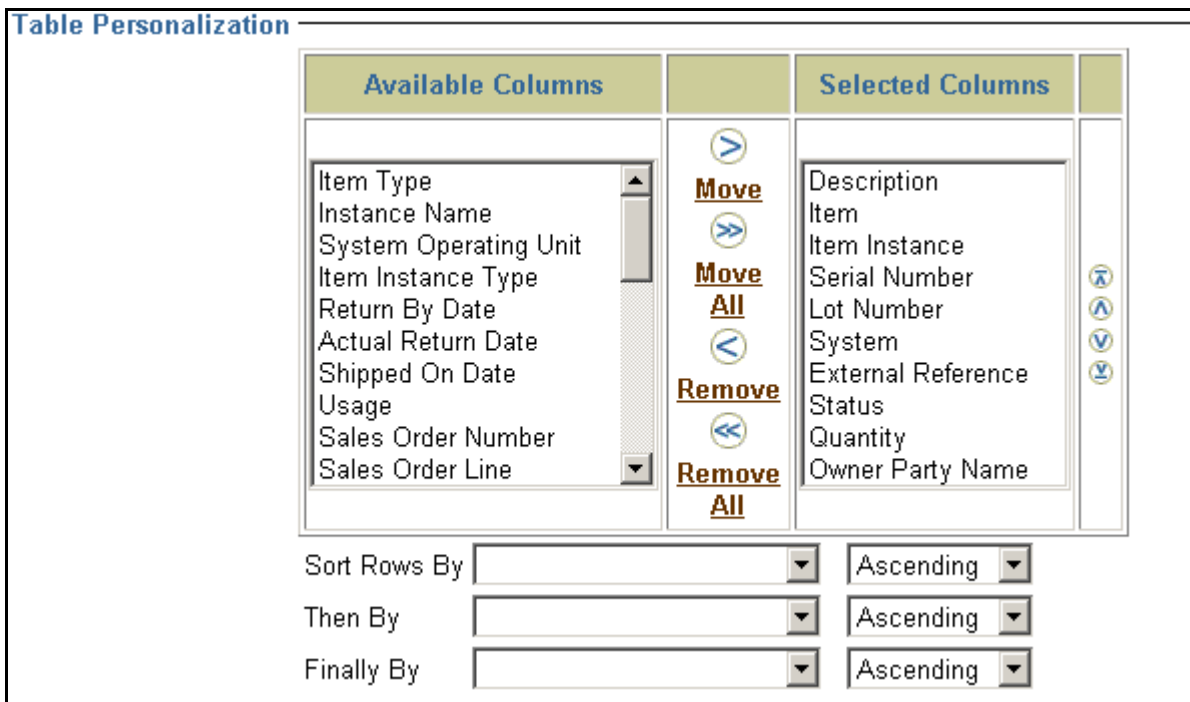 Table Personalization
Available Columns
Selected Columns
Item Type
Instance Name
System Operating Unit
Item Instance Type
Return By Date
Actual Return Date
Shipped On Date
Usage
Sales Order Number
Sales Order Line
Move
Move
All
Remove
Remove
All
Description
Item
Item Instance
Serial Number
Lot Number
System
External Reference
Status
Quantity
Owner Party Name
Sort Rows By
Ascending
Then By
Ascending
Finally By
Ascending